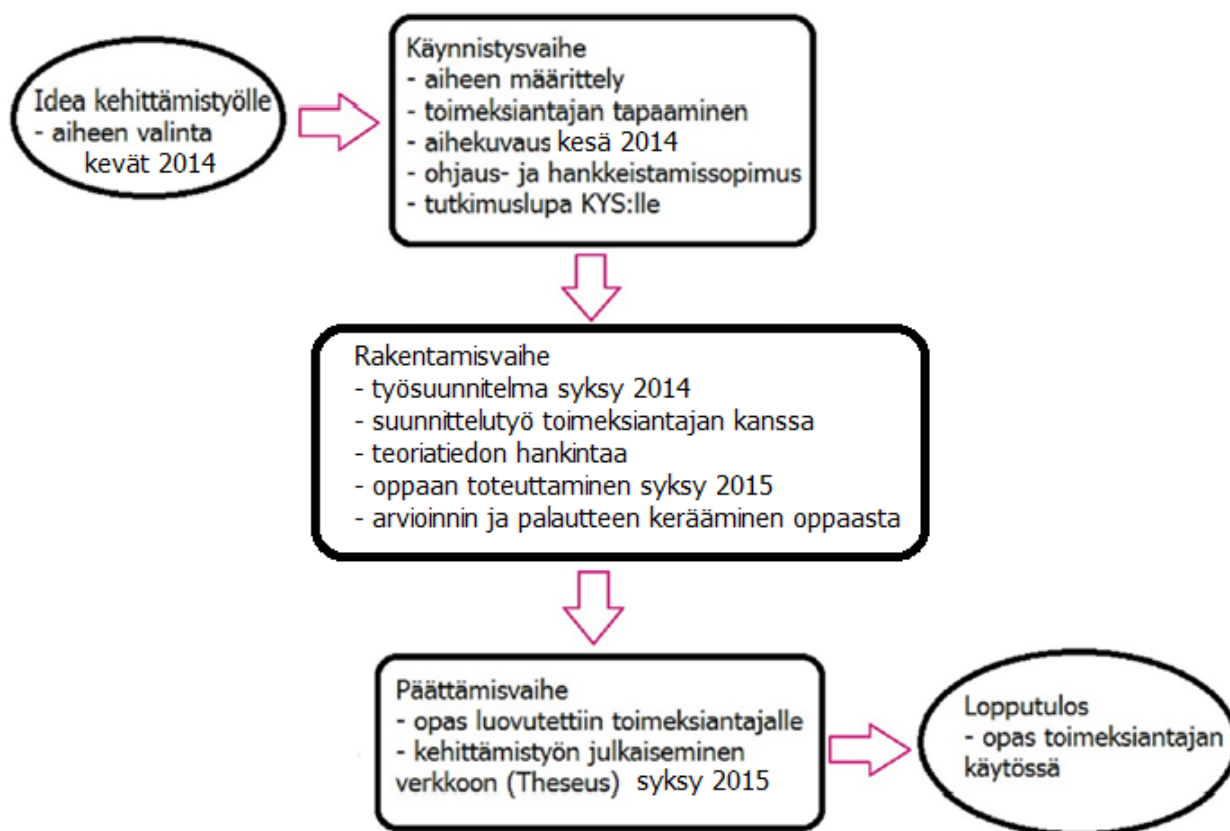 Idea kehittämistyölle
- aiheen valinta
kevät 2014
Käynnistysvaihe
- aiheen määrittely
- toimeksiantajan tapaaminen
- aihekuvaus kesä 2014
- ohjaus- ja hankkeistamissopimus
- tutkimuslupa KYS:lle
Rakentamisvaihe
- työsuunnitelma syksy 2014
- suunnittelutyö toimeksiantajan kanssa
- teoriatiedon hankintaa
- oppaan toteuttaminen syksy 2015
- arvioinnin ja palautteen kerääminen oppaasta
Päättämisvaihe
- opas luovutettiin toimeksiantajalle
- kehittämistyön julkaiseminen
verkkoon (Theseus) syksy 2015
Lopputulos
- opas toimeksiantajan
käytössä